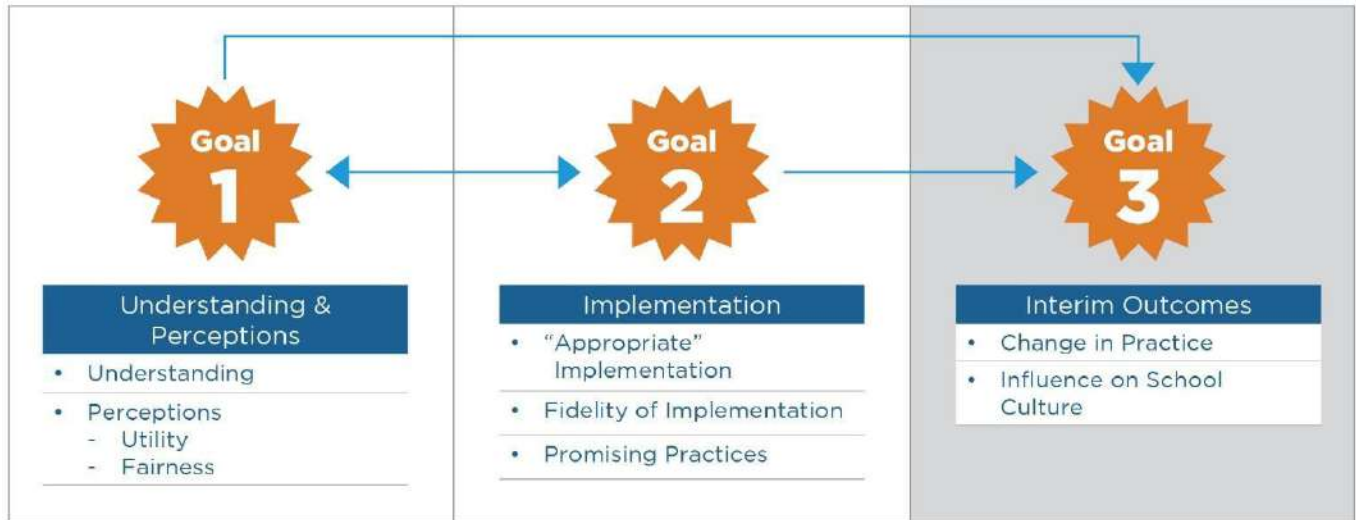 Goal
1
Understanding &
Perceptions
• Understanding
• Perceptions
- Utility
- Fairness
Goal
2
Implementation
• “Appropriate”
Implementation
• Fidelity of Implementation
• Promising Practices
Goal
3
Interim Outcomes
• Change in Practice
• Influence on School
Culture